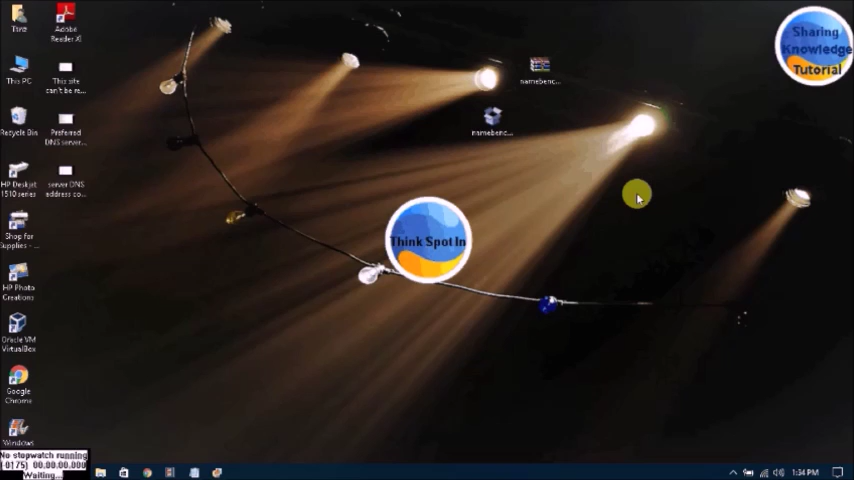 Adobe
Reader XI
This PC
This site
can't be re...
Recycle Bin
Preferred
DNS server...
HP Deskjet
1510 series
server DNS
address co...
Shop for
Supplies - ...
HP Photo
Creations
Oracle VM
VirtualBox
Google
Chrome
Windows
namebenc...
namebenc...
Think Spot In
Sharing
Knowledge
Tutorial
No stopwatch running
(0175) 00,00,00.000
Waiting...
1:34 PM